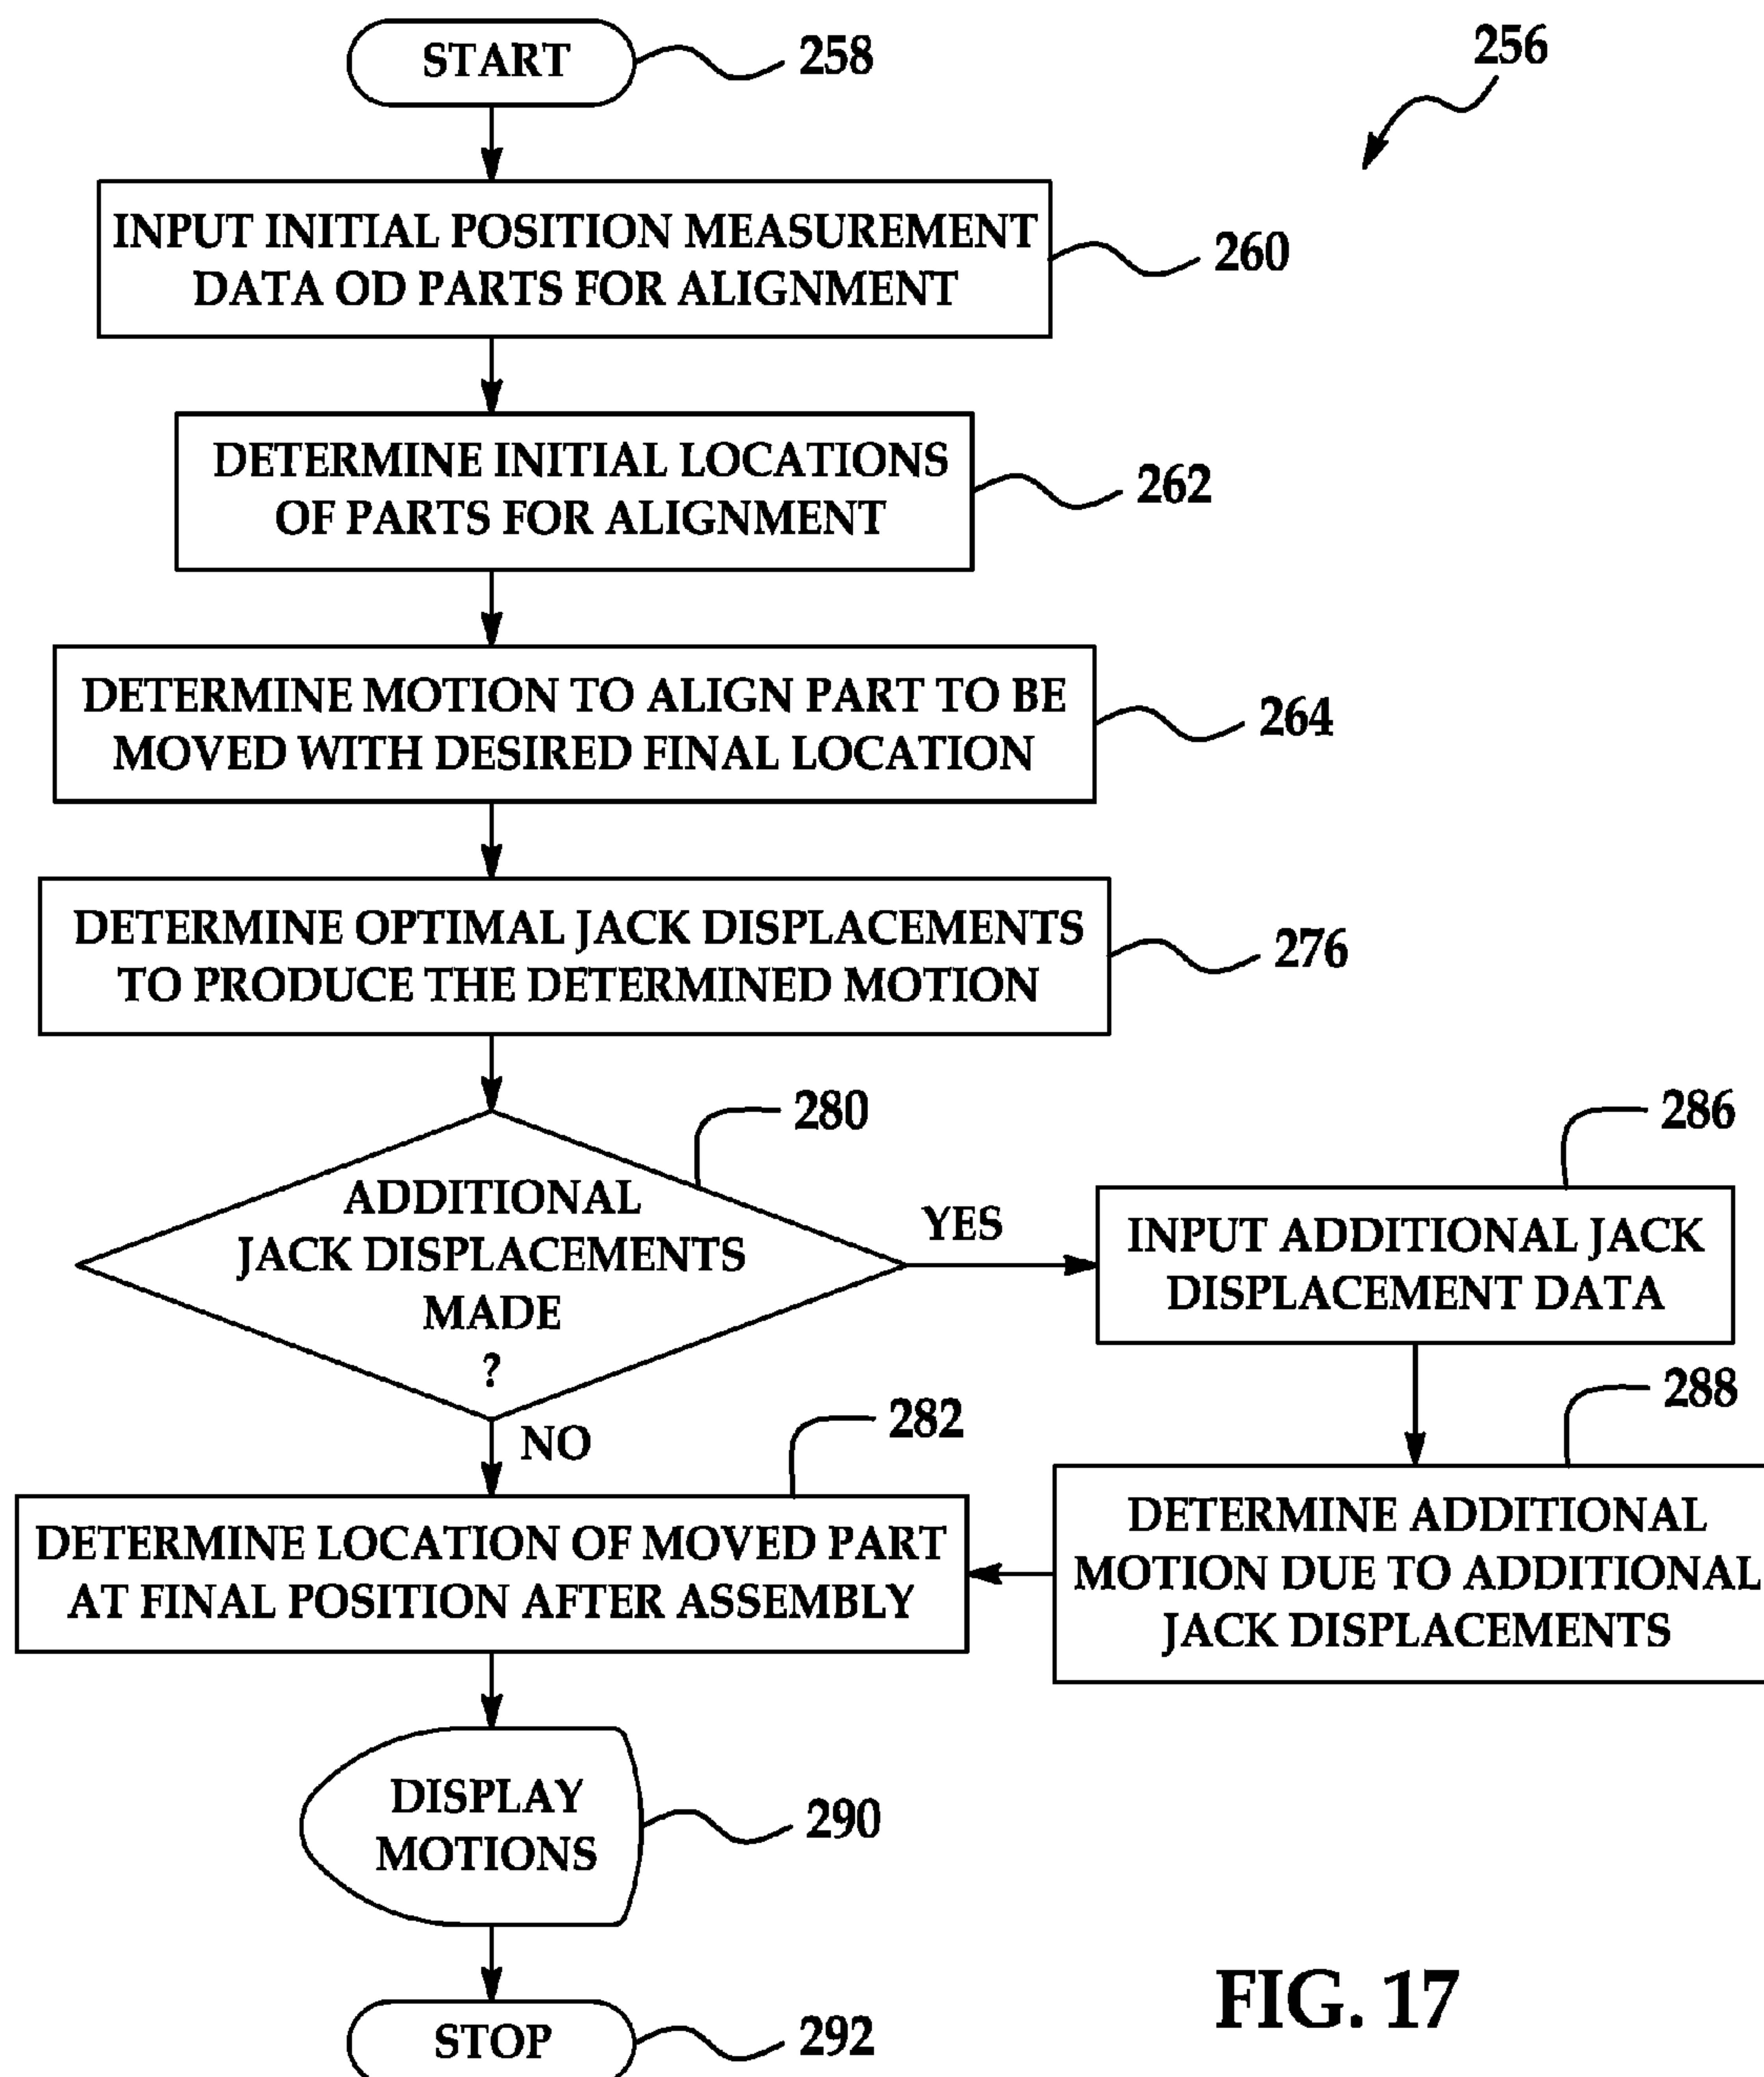 START
258
256
INPUT INITIAL POSITION MEASUREMENT
DATA OD PARTS FOR ALIGNMENT
260
DETERMINE INITIAL LOCATIONS
OF PARTS FOR ALIGNMENT
262
DETERMINE MOTION TO ALIGN PART TO BE
MOVED WITH DESIRED FINAL LOCATION
264
DETERMINE OPTIMAL JACK DISPLACEMENTS
TO PRODUCE THE DETERMINED MOTION
276
ADDITIONAL
JACK DISPLACEMENTS
MADE
?
280
YES
INPUT ADDITIONAL JACK
DISPLACEMENT DATA
286
NO
DETERMINE ADDITIONAL
MOTION DUE TO ADDITIONAL
JACK DISPLACEMENTS
288
DETERMINE LOCATION OF MOVED PART
AT FINAL POSITION AFTER ASSEMBLY
282
DISPLAY
MOTIONS
290
STOP
292
FIG. 17